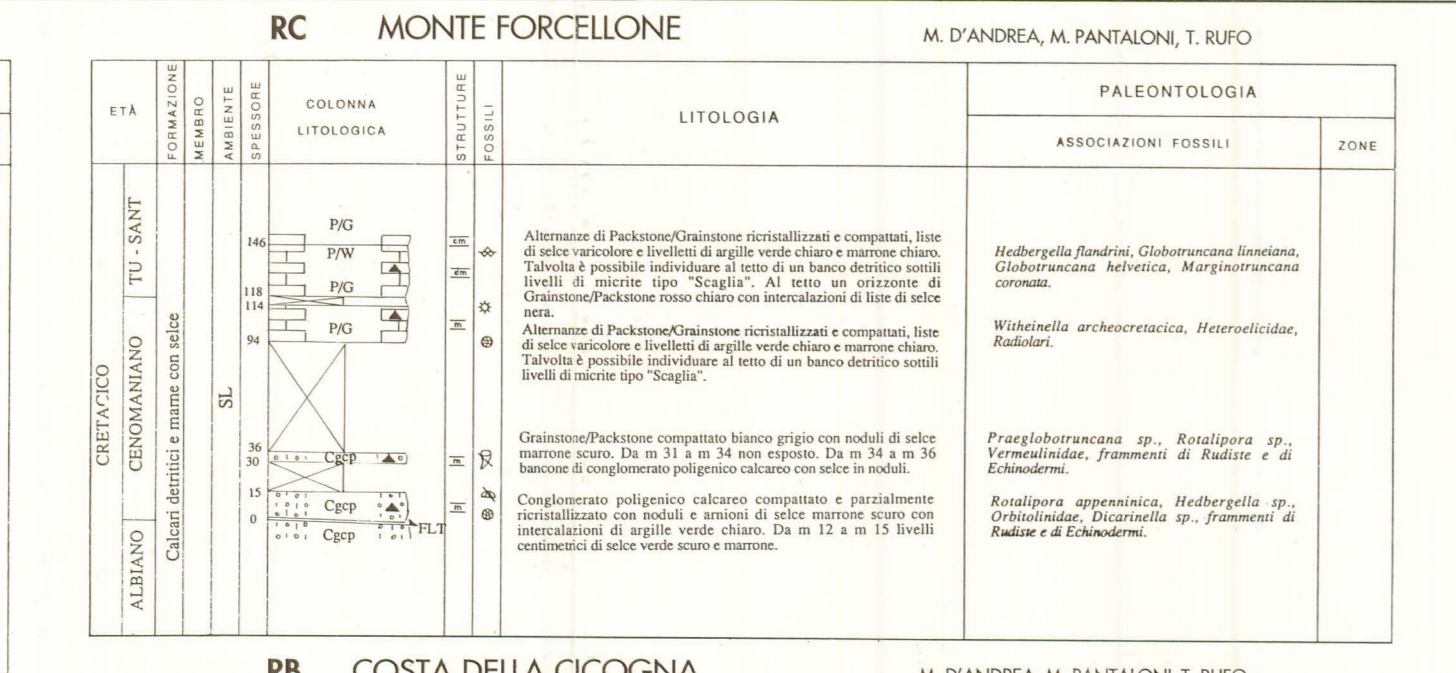 RC MONTE FORCELLONE M. D'ANDREA, M. PANTALONI, T. RUFO
ETÀ
FORMAZIONE
MEMBRO
AMBIENTE
SPESSORE
COLONNA
LITOLOGICA
STRUTTURE
FOSSILI
LITOLOGIA
PALEONTOLOGIA
ASSOCIAZIONI FOSSILI
ZONE
CRETACICO
TU - SANT
CENOMANIANO
ALBIANO
Calcari detritici e marne con selce
SL
146
118
114
94
36
30
15
0
P/G
P/W
P/G
P/G
Cgcp
Cgcp
FLT
Cgcp
cm
cm
m
m
m
Alternanze di Packstone/Grainstone ricristallizzati e compattati, liste
di selce varicolore e livelletti di argille verde chiaro e marrone chiaro.
Talvolta è possibile individuare al tetto di un banco detritico sottili
livelli di micrite tipo "Scaglia". Al tetto un orizzonte di
Grainstone/Packstone rosso chiaro con intercalazioni di liste di selce
nera.
Alternanze di Packstone/Grainstone ricristallizzati e compattati, liste
di selce varicolore e livelletti di argille verde chiaro e marrone chiaro.
Talvolta è possibile individuare al tetto di un banco detritico sottili
livelli di micrite tipo "Scaglia".
Grainstone/Packstone compattato bianco grigio con noduli di selce
marrone scuro. Da m 31 a m 34 non esposto. Da m 34 a m 36
bancone di conglomerato poligenico calcareo con selce in noduli.
Conglomerato poligenico calcareo compattato e parzialmente
ricristallizzato con noduli e arnioni di selce marrone scuro con
intercalazioni di argille verde chiaro. Da m 12 a m 15 livelli
centimetrici di selce verde scuro e marrone.
Hedbergella flandrini, Globotruncana linneiana,
Globotruncana helvetica, Marginotruncana
coronata.
Witheinella archeocretacica, Heteroelicidae,
Radiolari.
Praeglobotruncana sp., Rotalipora sp.,
Vermeulinidae, frammenti di Rudiste e di
Echinodermi.
Rotalipora appenninica, Hedbergella sp.,
Orbitolinidae, Dicarinella sp., frammenti di
Rudiste e di Echinodermi.
RB COSTA DELLA CICOGNA M. D'ANDREA, M. PANTALONI, T. RUFO